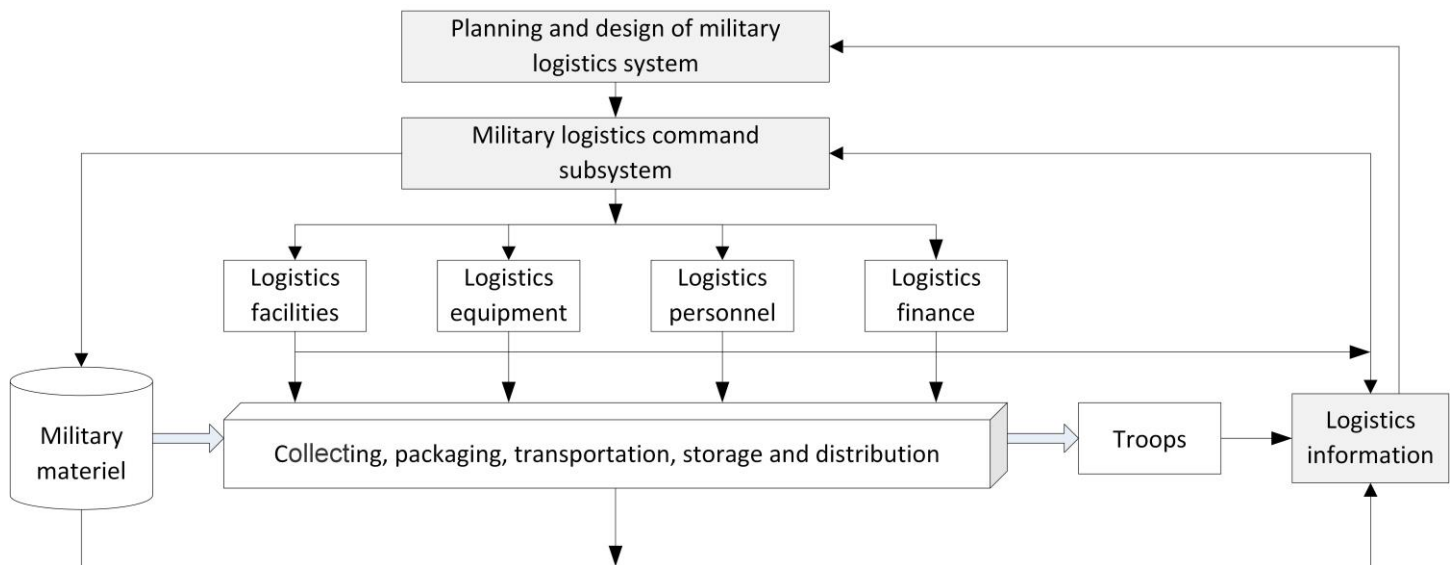 Planning and design of military
logistics system
Military logistics command
subsystem
Logistics
facilities
Logistics
equipment
Logistics
personnel
Logistics
finance
Military
materiel
Collecting, packaging, transportation, storage and distribution
Troops
Logistics
information